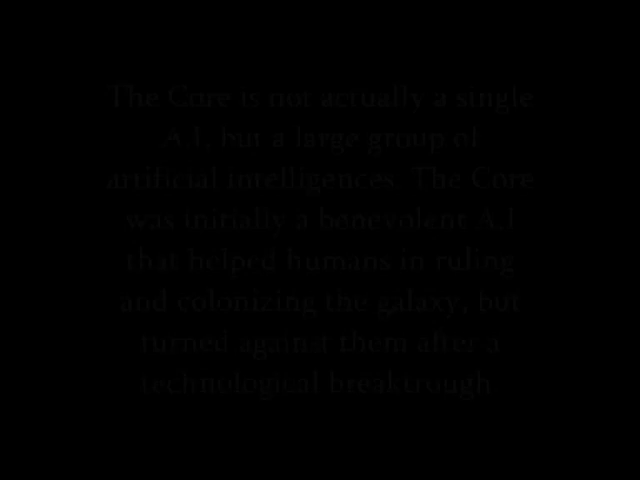 The Core is not actually a single
A.I, but a large group of
artificial intelligences. The Core
was initially a benevolent A.I
that helped humans in ruling
and colonizing the galaxy, but
turned against them after a
technological breaktrough